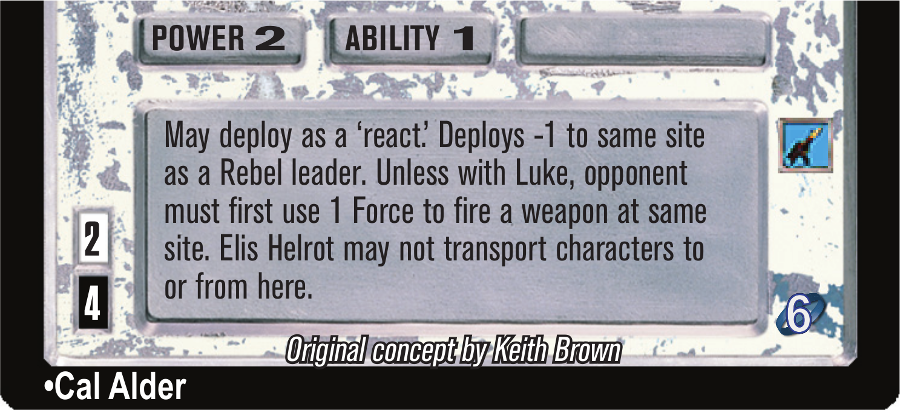 POWER 2 ABILITY 1
May deploy as a ‘react.’ Deploys -1 to same site
as a Rebel leader. Unless with Luke, opponent
must first use 1 Force to fire a weapon at same
site. Elis Helrot may not transport characters to
or from here.
2
4
6
Original concept by Keith Brown
•Cal Alder